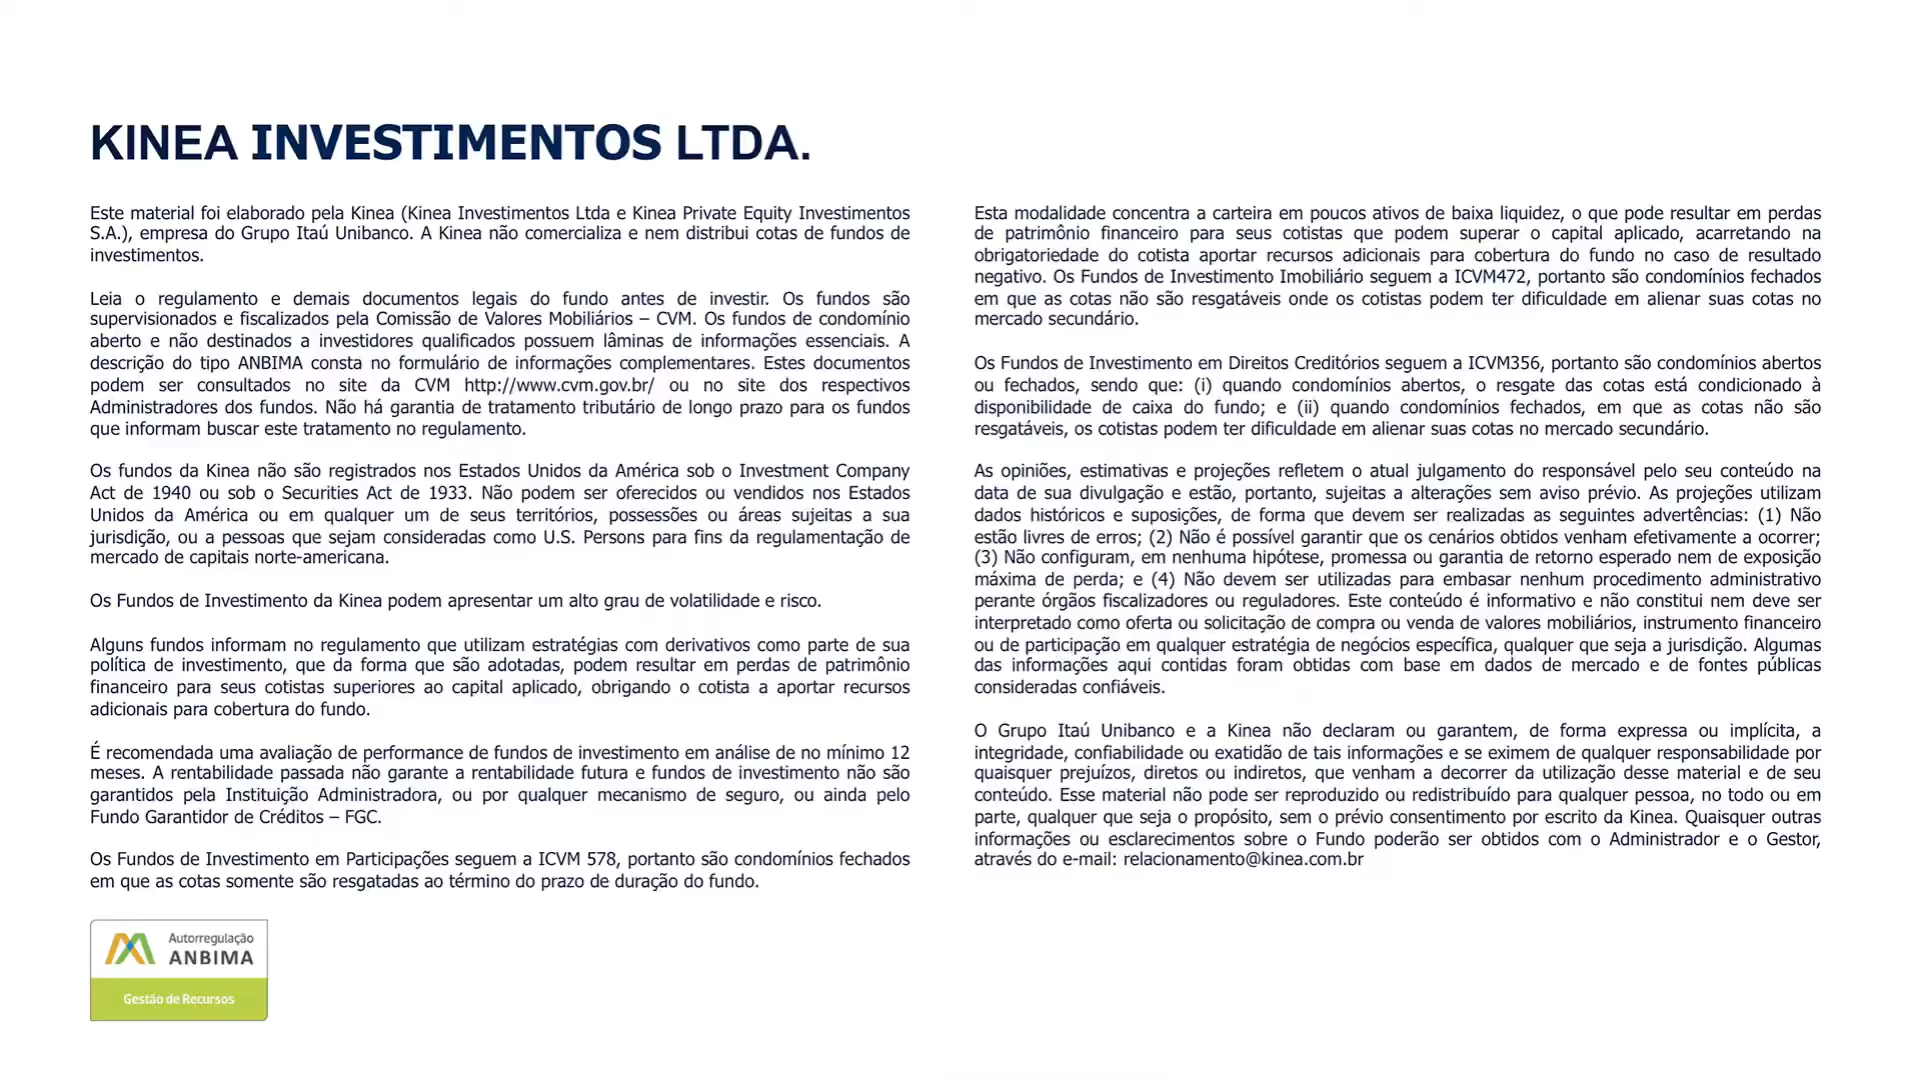 KINEA INVESTIMENTOS LTDA.
Este material foi elaborado pela Kinea (Kinea Investimentos Ltda e Kinea Private Equity Investimentos
S.A.), empresa do Grupo Itaú Unibanco. A Kinea não comercializa e nem distribui cotas de fundos de
investimentos.
Leia o regulamento e demais documentos legais do fundo antes de investir. Os fundos são
supervisionados e fiscalizados pela Comissão de Valores Mobiliários – CVM. Os fundos de condomínio
aberto e não destinados a investidores qualificados possuem lâminas de informações essenciais. A
descrição do tipo ANBIMA consta no formulário de informações complementares. Estes documentos
podem ser consultados no site da CVM http://www.cvm.gov.br/ ou no site dos respectivos
Administradores dos fundos. Não há garantia de tratamento tributário de longo prazo para os fundos
que informam buscar este tratamento no regulamento.
Os fundos da Kinea não são registrados nos Estados Unidos da América sob o Investment Company
Act de 1940 ou sob o Securities Act de 1933. Não podem ser oferecidos ou vendidos nos Estados
Unidos da América ou em qualquer um de seus territórios, possessões ou áreas sujeitas a sua
jurisdição, ou a pessoas que sejam consideradas como U.S. Persons para fins da regulamentação de
mercado de capitais norte-americana.
Os Fundos de Investimento da Kinea podem apresentar um alto grau de volatilidade e risco.
Alguns fundos informam no regulamento que utilizam estratégias com derivativos como parte de sua
política de investimento, que da forma que são adotadas, podem resultar em perdas de patrimônio
financeiro para seus cotistas superiores ao capital aplicado, obrigando o cotista a aportar recursos
adicionais para cobertura do fundo.
É recomendada uma avaliação de performance de fundos de investimento em análise de no mínimo 12
meses. A rentabilidade passada não garante a rentabilidade futura e fundos de investimento não são
garantidos pela Instituição Administradora, ou por qualquer mecanismo de seguro, ou ainda pelo
Fundo Garantidor de Créditos – FGC.
Os Fundos de Investimento em Participações seguem a ICVM 578, portanto são condomínios fechados
em que as cotas somente são resgatadas ao término do prazo de duração do fundo.
Esta modalidade concentra a carteira em poucos ativos de baixa liquidez, o que pode resultar em perdas
de patrimônio financeiro para seus cotistas que podem superar o capital aplicado, acarretando na
obrigatoriedade do cotista aportar recursos adicionais para cobertura do fundo no caso de resultado
negativo. Os Fundos de Investimento Imobiliário seguem a ICVM472, portanto são condomínios fechados
em que as cotas não são resgatáveis onde os cotistas podem ter dificuldade em alienar suas cotas no
mercado secundário.
Os Fundos de Investimento em Direitos Creditórios seguem a ICVM356, portanto são condomínios abertos
ou fechados, sendo que: (i) quando condomínios abertos, o resgate das cotas está condicionado à
disponibilidade de caixa do fundo; e (ii) quando condomínios fechados, em que as cotas não são
resgatáveis, os cotistas podem ter dificuldade em alienar suas cotas no mercado secundário.
As opiniões, estimativas e projeções refletem o atual julgamento do responsável pelo seu conteúdo na
data de sua divulgação e estão, portanto, sujeitas a alterações sem aviso prévio. As projeções utilizam
dados históricos e suposições, de forma que devem ser realizadas as seguintes advertências: (1) Não
estão livres de erros; (2) Não é possível garantir que os cenários obtidos venham efetivamente a ocorrer;
(3) Não configuram, em nenhuma hipótese, promessa ou garantia de retorno esperado nem de exposição
máxima de perda; e (4) Não devem ser utilizadas para embasar nenhum procedimento administrativo
perante órgãos fiscalizadores ou reguladores. Este conteúdo é informativo e não constitui nem deve ser
interpretado como oferta ou solicitação de compra ou venda de valores mobiliários, instrumento financeiro
ou de participação em qualquer estratégia de negócios específica, qualquer que seja a jurisdição. Algumas
das informações aqui contidas foram obtidas com base em dados de mercado e de fontes públicas
consideradas confiáveis.
O Grupo Itaú Unibanco e a Kinea não declaram ou garantem, de forma expressa ou implícita, a
integridade, confiabilidade ou exatidão de tais informações e se eximem de qualquer responsabilidade por
quaisquer prejuízos, diretos ou indiretos, que venham a decorrer da utilização desse material e de seu
conteúdo. Esse material não pode ser reproduzido ou redistribuído para qualquer pessoa, no todo ou em
parte, qualquer que seja o propósito, sem o prévio consentimento por escrito da Kinea. Quaisquer outras
informações ou esclarecimentos sobre o Fundo poderão ser obtidos com o Administrador e o Gestor,
através do e-mail: relacionamento@kinea.com.br
Autorregulação
ANBIMA
Gestão de Recursos